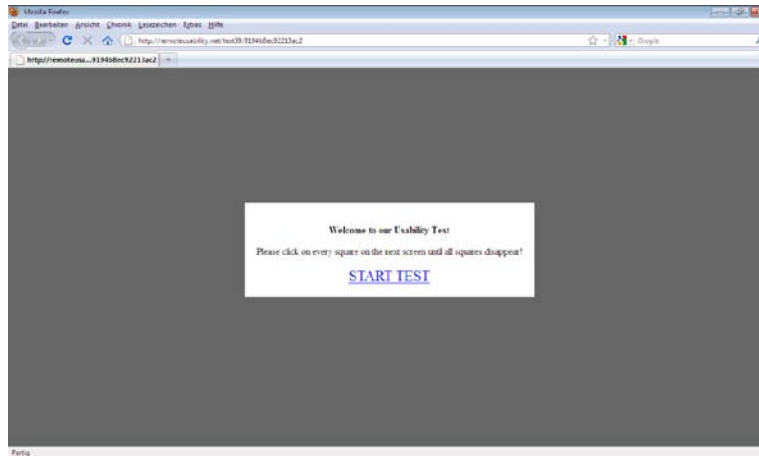 Mozilla Firefox
Datei Bearbeiten Ansicht Chronik Lesezeichen Extras Hilfe
Google
Welcome to our Usability Test
Please click on every square on the next screen until all squares disappear!
START TEST
Fertig